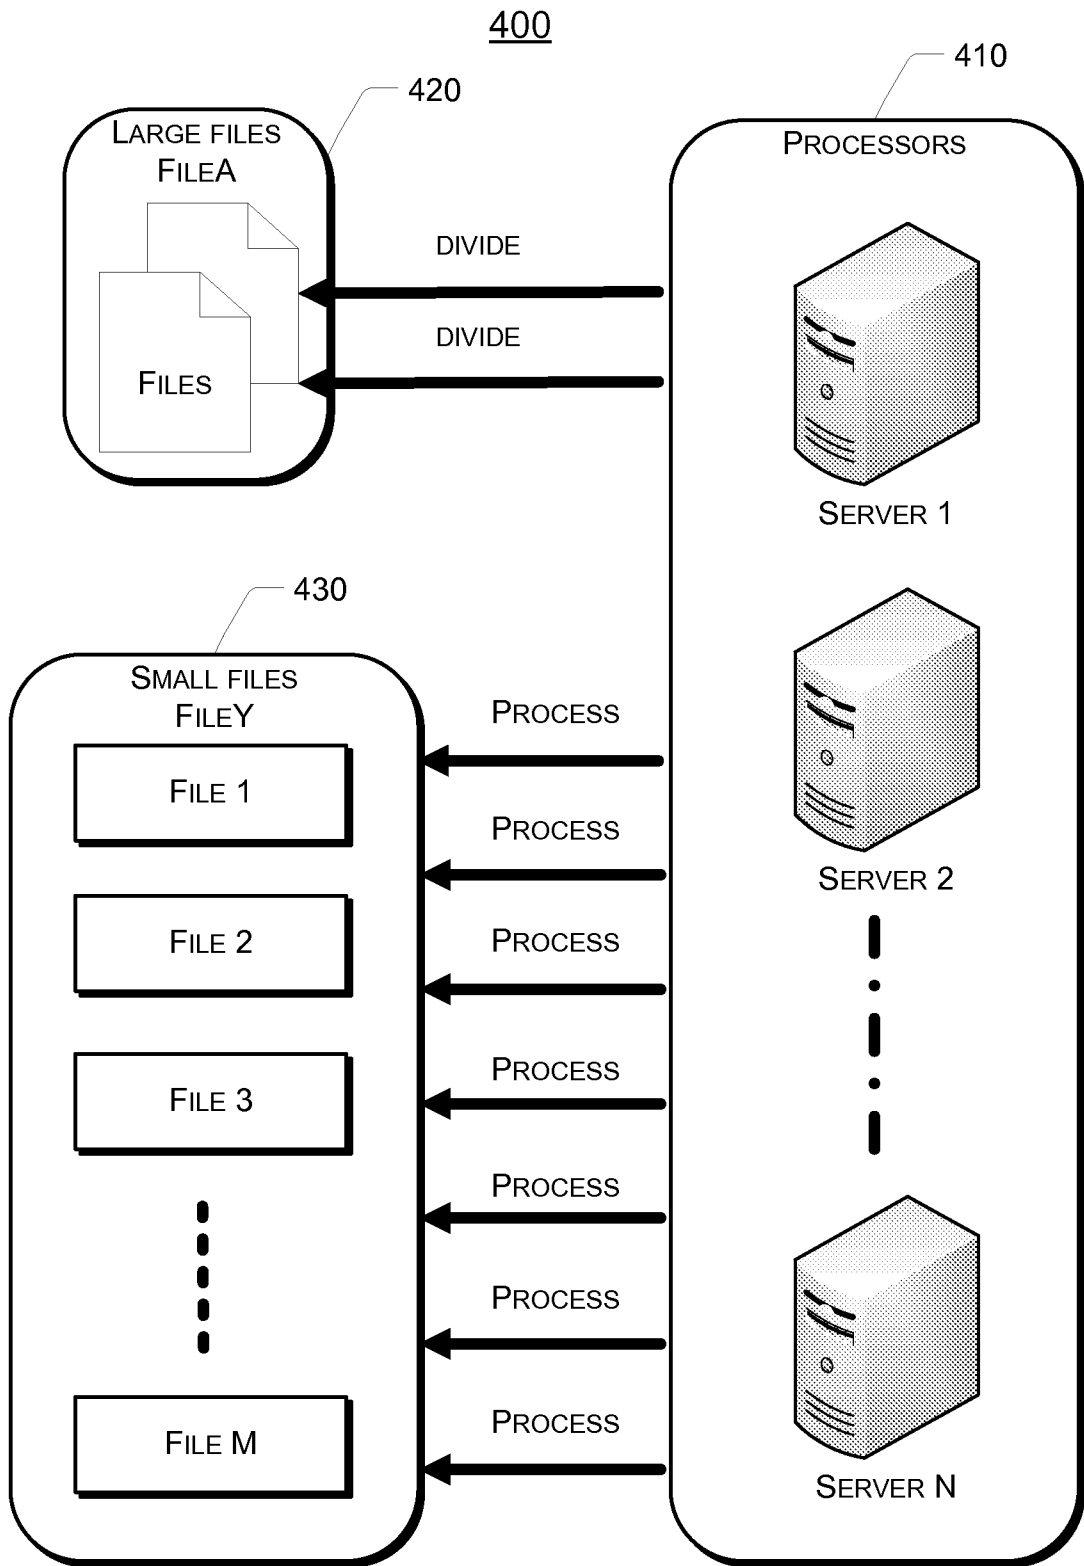 400
420
410
LARGE FILES
FILEA
FILES
DIVIDE
DIVIDE
PROCESSORS
SERVER 1
SERVER 2
SERVER N
430
SMALL FILES
FILEY
FILE 1
FILE 2
FILE 3
FILE M
PROCESS
PROCESS
PROCESS
PROCESS
PROCESS
PROCESS
PROCESS